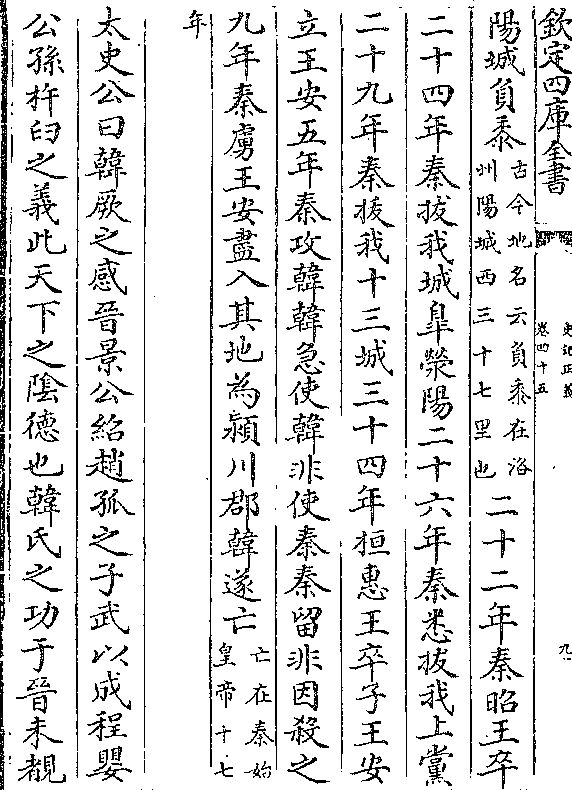 欽定四庫全書
史記正義
卷四十五
九
陽城負黍古今地名云負黍在洛州陽城西三十七里也二十二年秦昭王卒
二十四年秦拔我城臯滎陽二十六年秦悉拔我上黨
二十九年秦拔我十三城三十四年桓惠王卒子王安
立王安五年秦攻韓韓急使韓非使秦秦留非因殺之
九年秦虜王安盡入其地為潁川郡韓遂亡亡在秦始皇帝十七
年
太史公曰韓厥之感晉景公紹趙孤之子武以成程嬰
公孫杵臼之義此天下之陰德也韓氏之功于晉未覩